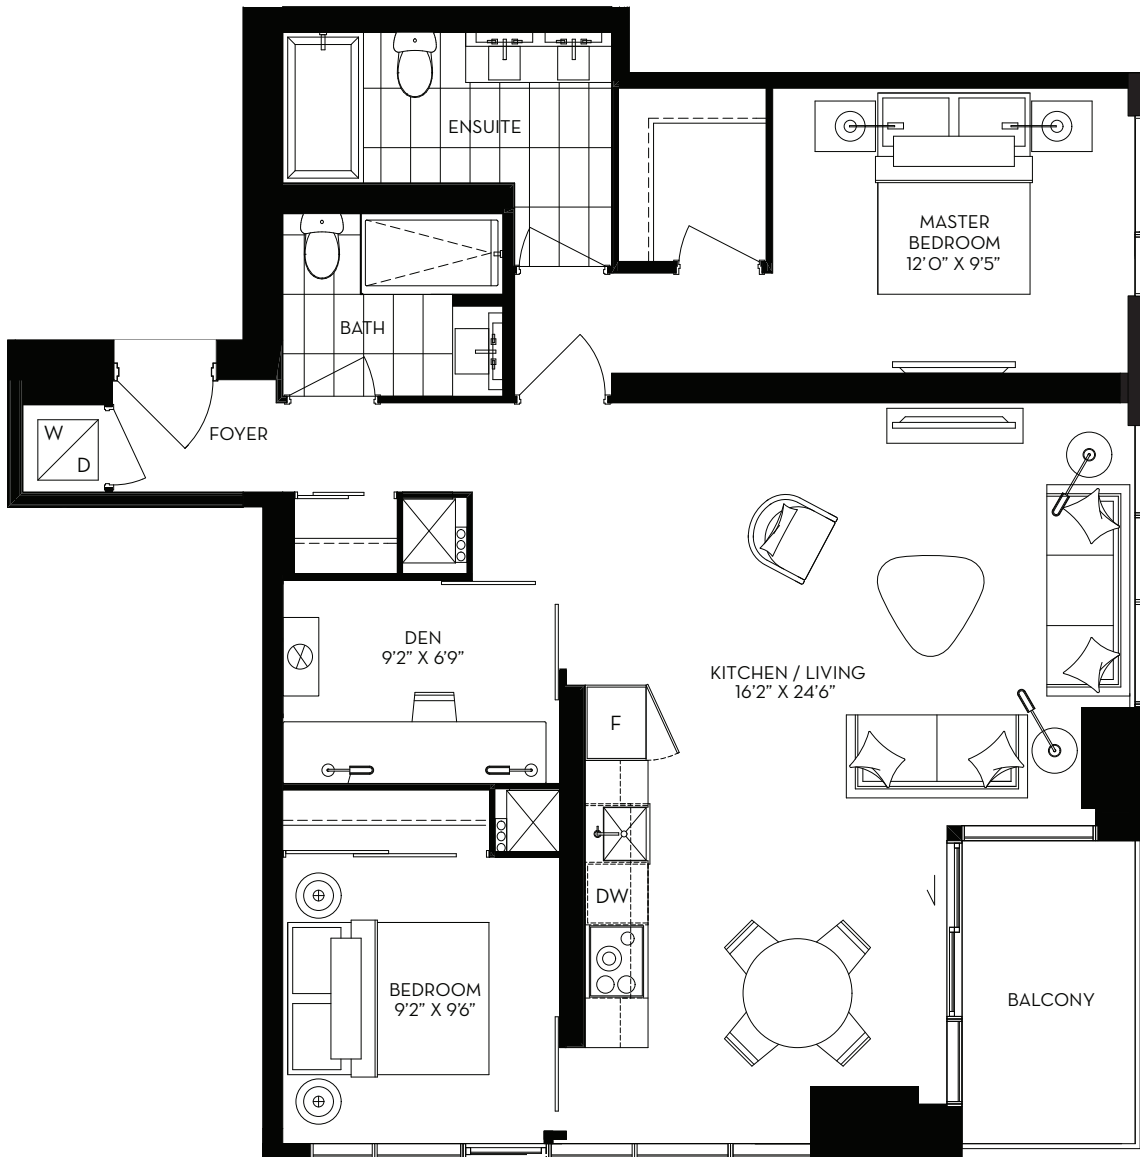 ENSUITE
MASTER
BEDROOM
12'0" X 9'5"
BATH
FOYER
W
D
DEN
9'2" X 6'9"
KITCHEN / LIVING
16'2" X 24'6"
F
DW
BEDROOM
9'2" X 9'6"
BALCONY